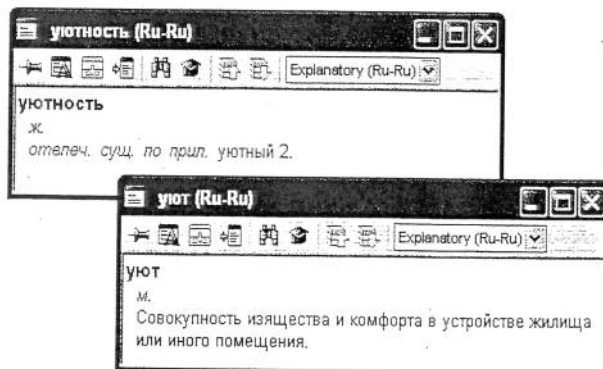 уютность (Ru-Ru)
Explanatory (Ru-Ru)
уютность
ж.
отвлеч. сущ. по прил. уютный 2.
уют (Ru-Ru)
Explanatory (Ru-Ru)
уют
м.
Совокупность изящества и комфорта в устройстве жилища
или иного помещения.